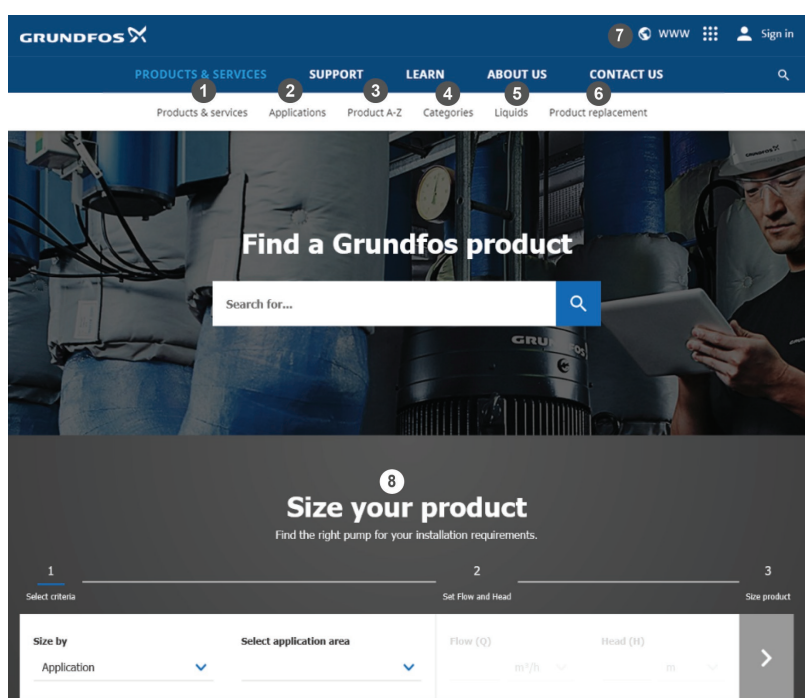 GRUNDFOS
7 WWW Sign in
PRODUCTS & SERVICES SUPPORT LEARN ABOUT US CONTACT US
1 2 3 4 5 6
Products & services Applications Product A-Z Categories Liquids Product replacement
Find a Grundfos product
Search for...
8
Size your product
Find the right pump for your installation requirements.
1 2 3
Select criteria Set Flow and Head Size product
Size by Select application area Flow (Q) Head (H)
Application m³/h m